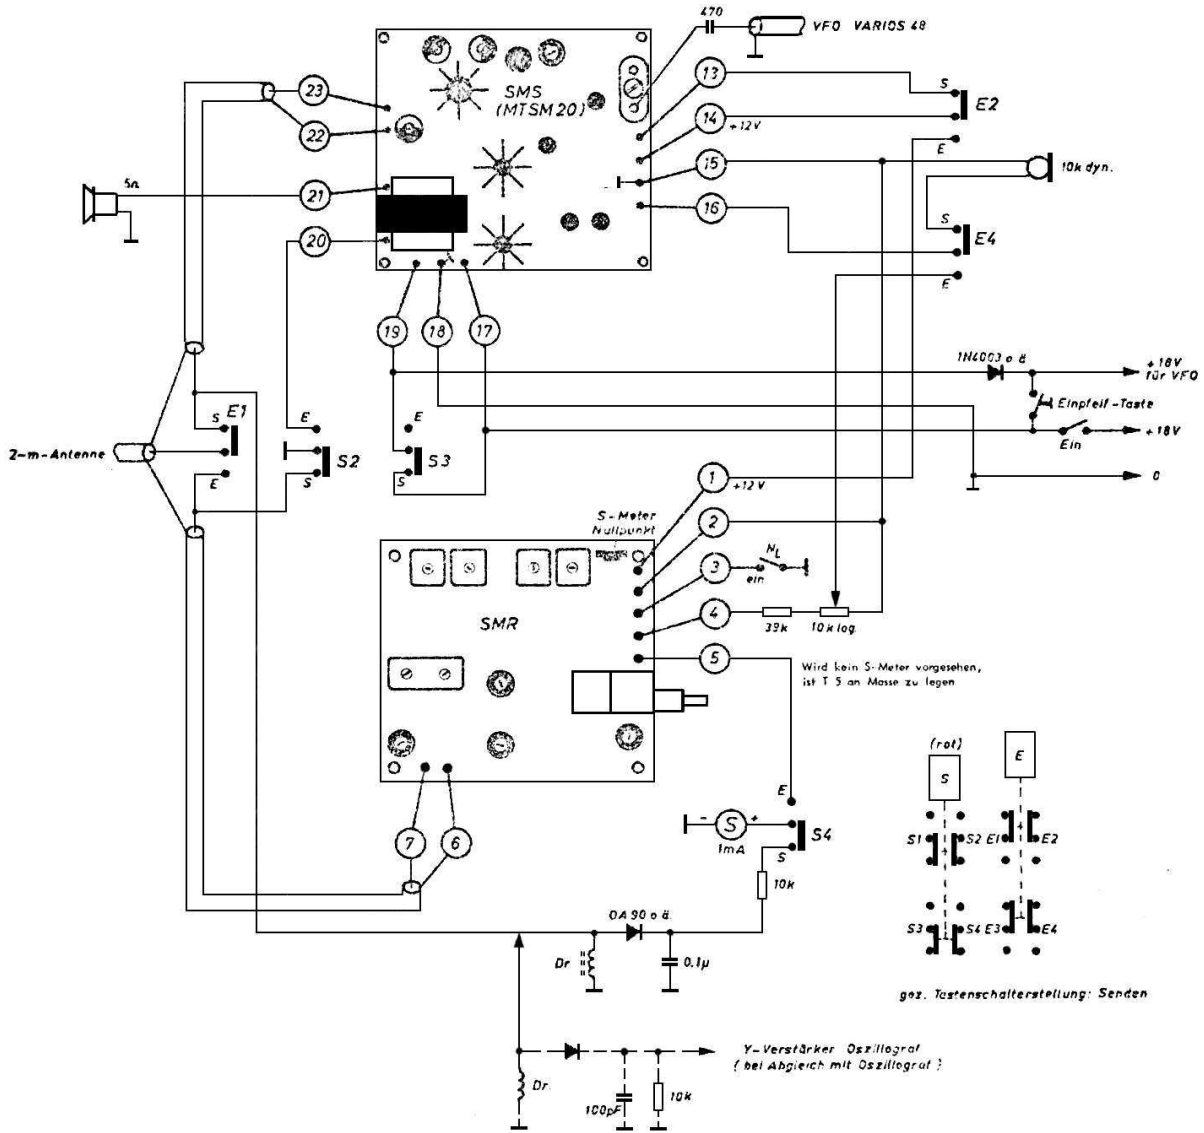 470
VFO VARIOS 48
23
22
SMS
(MTSM 20)
13
S
E2
14
+12V
E
15
10k dyn.
5Ω
21
16
S
E4
20
E
19
18
17
1N4003 o ä
+18V
für VFO
Einpfeif-Taste
+18V
Ein
S
E1
E
2-m-Antenne
E
S2
S
E
S3
S
0
1
+12V
S-Meter
Nullpunkt
2
3
NL
ein
SMR
4
39k
10k log.
5
Wird kein S-Meter vorgesehen,
ist T 5 an Masse zu legen
(rot)
S
E
E
S4
S
- S +
1mA
S1
S2
E1
E2
7
6
10k
S3
S4
E3
E4
OA90 o ä.
Dr
0.1µ
gez. Tastenschalterstellung: Senden
Y-Verstärker Oszillograf
(bei Abgleich mit Oszillograf)
Dr.
100pF
10k